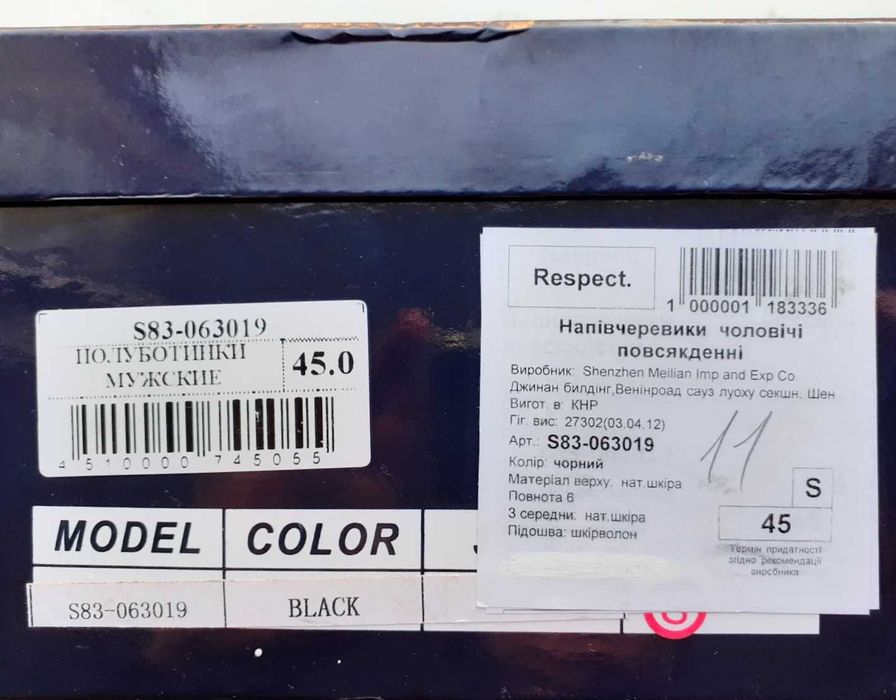 S83-063019
ПОЛУБОТИНКИ
МУЖСКИЕ
45.0
4 510000 745055
MODEL COLOR
S83-063019 BLACK
Respect.
1 000001 183336
Напівчеревики чоловічі
повсякденні
Виробник: Shenzhen Meilian Imp and Exp Co
Джинан билдінг,Венінроад сауз луоху секшн, Шен
Вигот. в: КНР
Гіг. вис: 27302(03.04.12)
Арт.: S83-063019
11
Колір: чорний
Матеріал верху: нат.шкіра
S
Повнота 6
З середни: нат.шкіра
45
Підошва: шкірволон
Термін придатності
згідно рекомендації
виробника